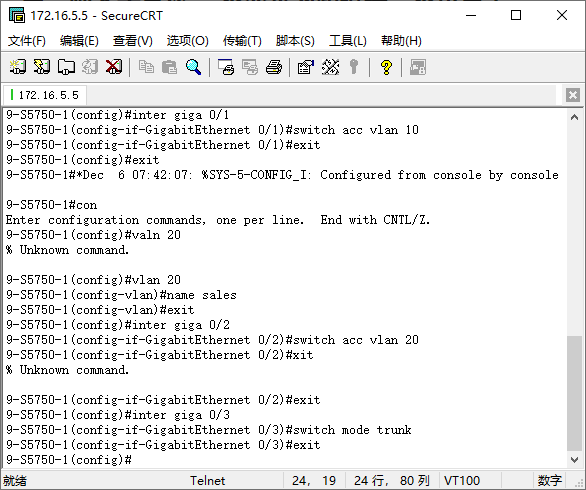 172.16.5.5 - SecureCRT
文件(F) 编辑(E) 查看(V) 选项(O) 传输(T) 脚本(S) 工具(L) 帮助(H)
172.16.5.5
9-S5750-1(config)#inter giga 0/1
9-S5750-1(config-if-GigabitEthernet 0/1)#switch acc vlan 10
9-S5750-1(config-if-GigabitEthernet 0/1)#exit
9-S5750-1(config)#exit
9-S5750-1#*Dec  6 07:42:07: %SYS-5-CONFIG_I: Configured from console by console
9-S5750-1#con
Enter configuration commands, one per line.  End with CNTL/Z.
9-S5750-1(config)#valn 20
% Unknown command.
9-S5750-1(config)#vlan 20
9-S5750-1(config-vlan)#name sales
9-S5750-1(config-vlan)#exit
9-S5750-1(config)#inter giga 0/2
9-S5750-1(config-if-GigabitEthernet 0/2)#switch acc vlan 20
9-S5750-1(config-if-GigabitEthernet 0/2)#xit
% Unknown command.
9-S5750-1(config-if-GigabitEthernet 0/2)#exit
9-S5750-1(config)#inter giga 0/3
9-S5750-1(config-if-GigabitEthernet 0/3)#switch mode trunk
9-S5750-1(config-if-GigabitEthernet 0/3)#exit
9-S5750-1(config)#
就绪 Telnet 24, 19 24 行, 80 列 VT100 数字